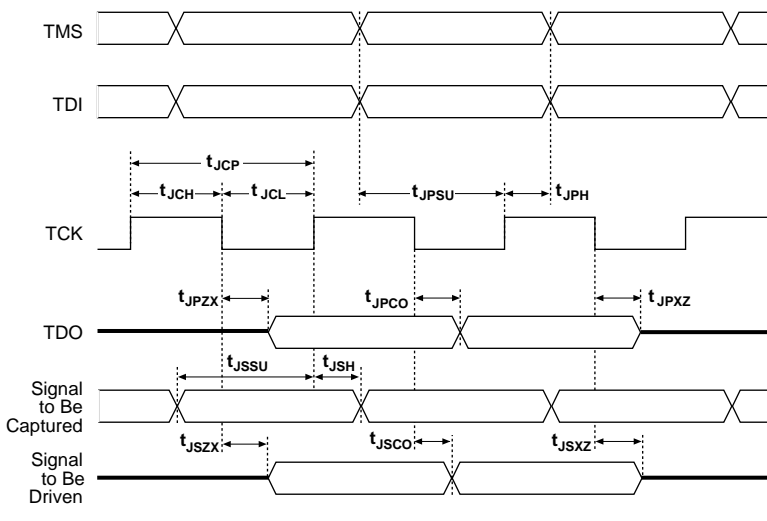 TMS
TDI
tJCP
tJCH
tJCL
tJPSU
tJPH
TCK
tJPZX
tJPCO
tJPXZ
TDO
tJSSU
tJSH
Signal
to Be
Captured
tJSZX
tJSCO
tJSXZ
Signal
to Be
Driven